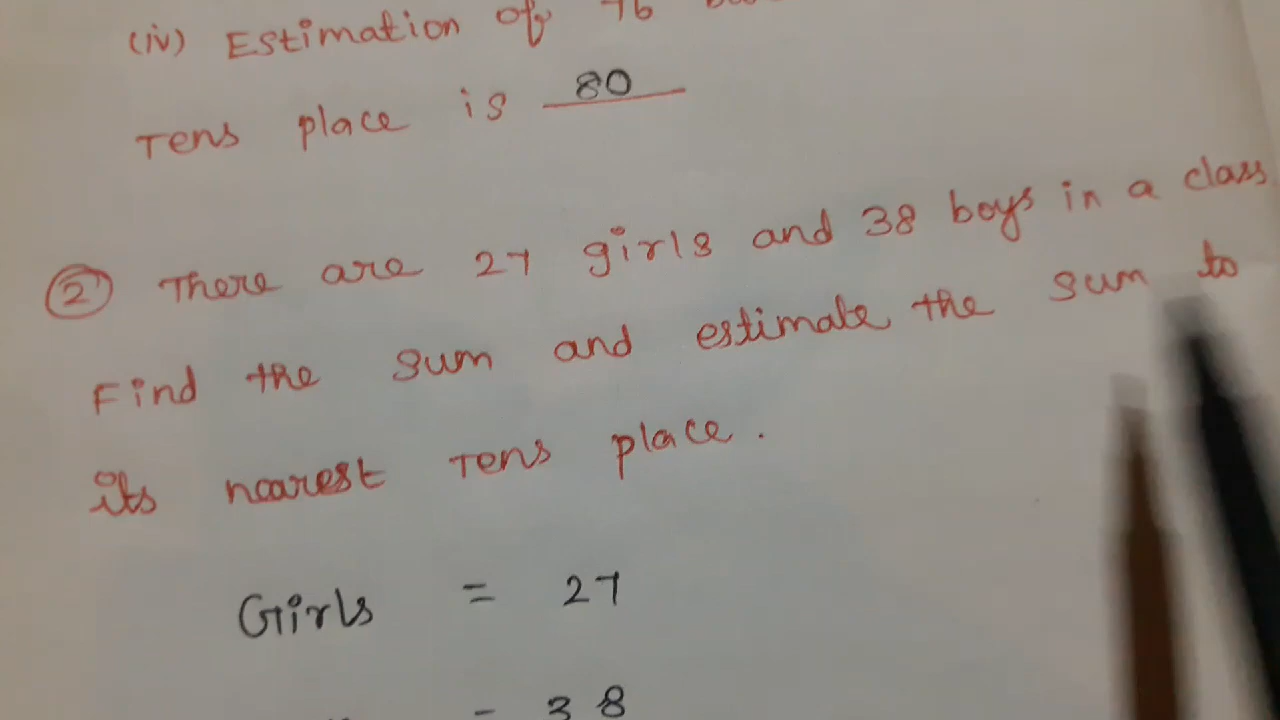 (iv) Estimation of 76
Tens place is 80
② There are 27 girls and 38 boys in a class
Find the sum and estimate the sum to
its nearest Tens place.
Girls = 27
= 38